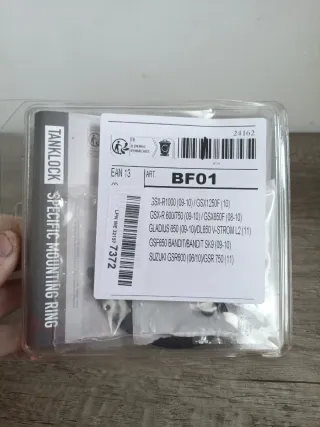 TANKLOCK SPECIFIC MOUNTING RING
24162
EAN 13
ART.
BF01
GSX-R1000 (09-10) / GSX1250F (10)
GSX-R 600/750 (09-10) / GSX650F (08-10)
GLADIUS 650 (09-10)/DL650 V-STROM L2 (11)
GSF650 BANDIT/BANDIT SK9 (09-10)
SUZUKI GSR600 (06/10)/GSR 750 (11)
7372